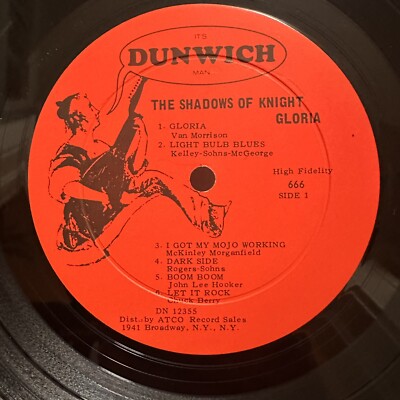 IT'S
DUNWICH
MAN
THE SHADOWS OF KNIGHT
GLORIA
1. GLORIA
Van Morrison
2. LIGHT BULB BLUES
Kelley-Sohns-McGeorge
High Fidelity
666
SIDE 1
3. I GOT MY MOJO WORKING
McKinley Morganfield
4. DARK SIDE
Rogers-Sohna
5. BOOM BOOM
John Lee Hooker
6. LET IT ROCK
Chuck Berry
DN 12355
Dist. by ATCO Record Sales
1941 Broadway, N.Y., N.Y.